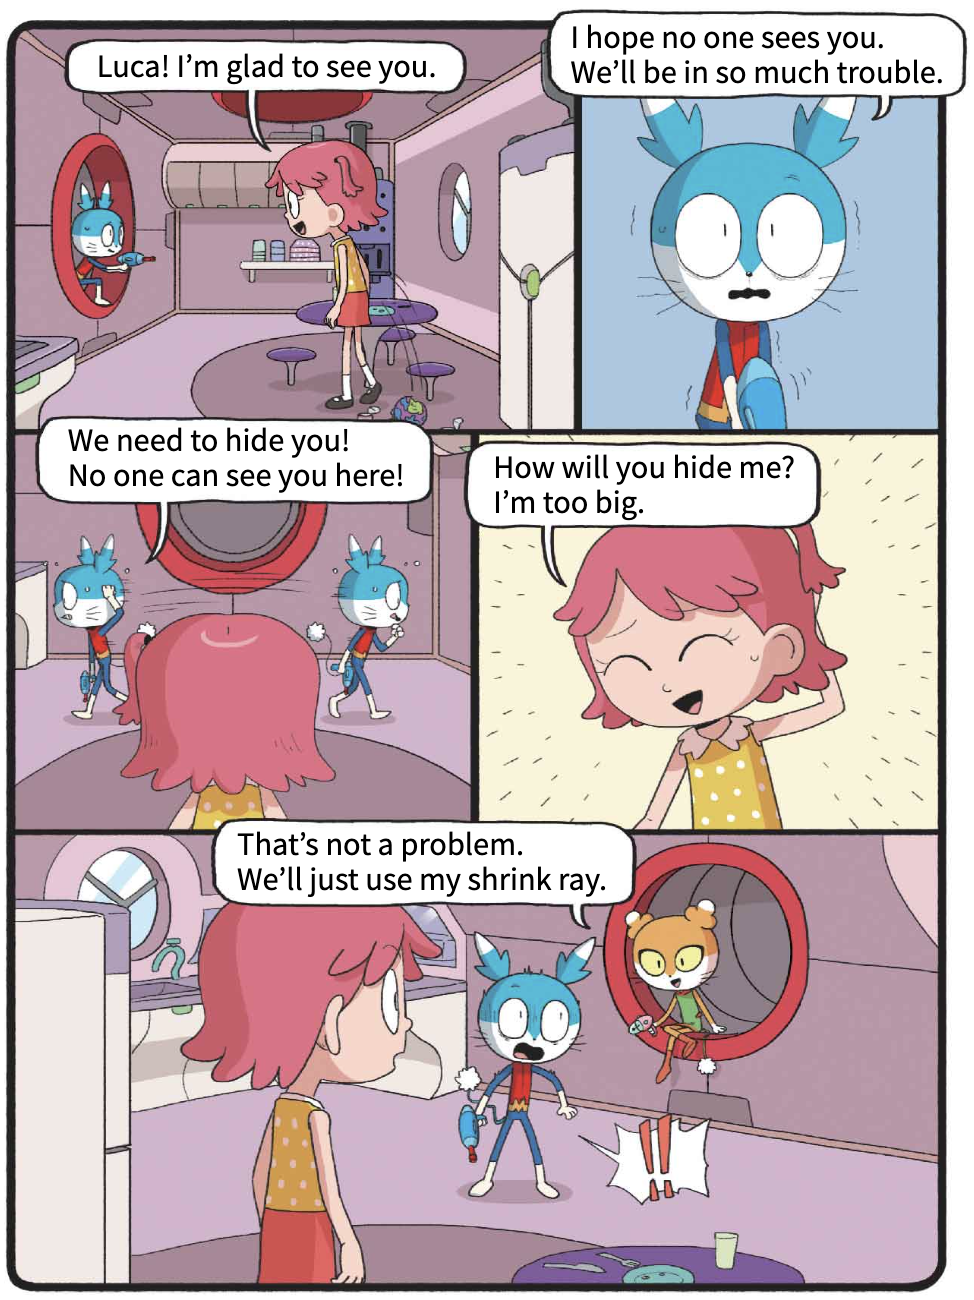 Luca! I'm glad to see you.
I hope no one sees you.
We'll be in so much trouble.
We need to hide you!
No one can see you here!
How will you hide me?
I'm too big.
That's not a problem.
We'll just use my shrink ray.
!!